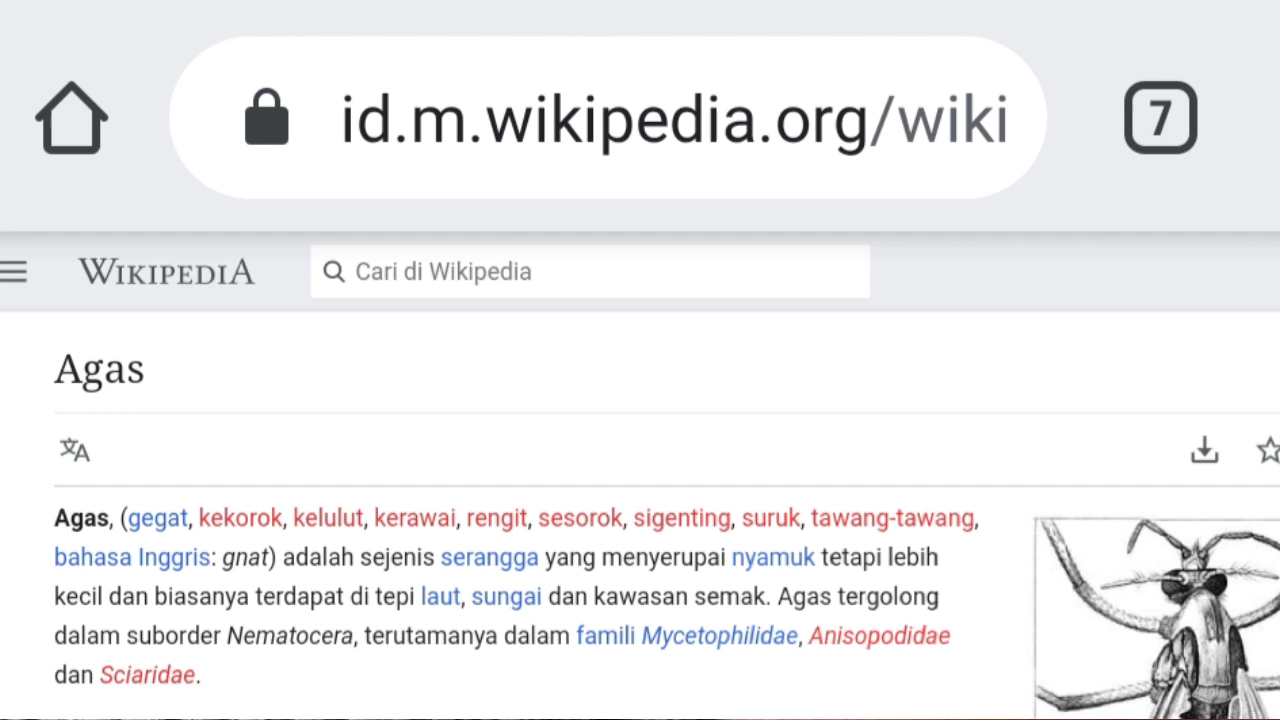 id.m.wikipedia.org/wiki
7
WIKIPEDIA
Cari di Wikipedia
Agas
文A
Agas, (gegat, kekorok, kelulut, kerawai, rengit, sesorok, sigenting, suruk, tawang-tawang,
bahasa Inggris: gnat) adalah sejenis serangga yang menyerupai nyamuk tetapi lebih
kecil dan biasanya terdapat di tepi laut, sungai dan kawasan semak. Agas tergolong
dalam suborder Nematocera, terutamanya dalam famili Mycetophilidae, Anisopodidae
dan Sciaridae.